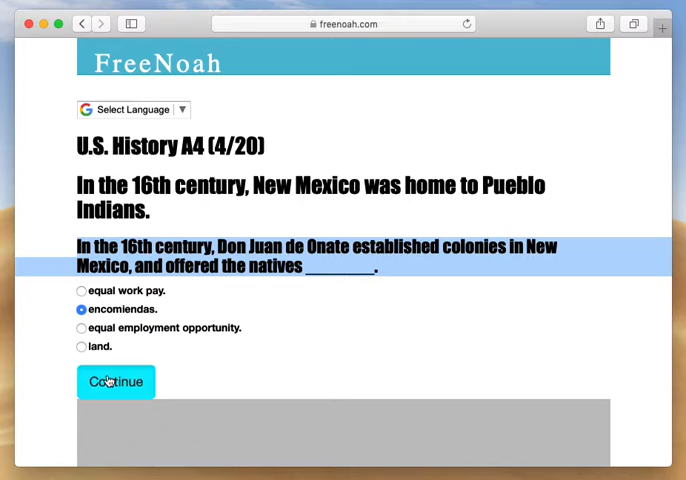 freenoah.com
FreeNoah
Select Language
U.S. History A4 (4/20)
In the 16th century, New Mexico was home to Pueblo
Indians.
In the 16th century, Don Juan de Onate established colonies in New
Mexico, and offered the natives ________.
equal work pay.
encomiendas.
equal employment opportunity.
land.
Continue